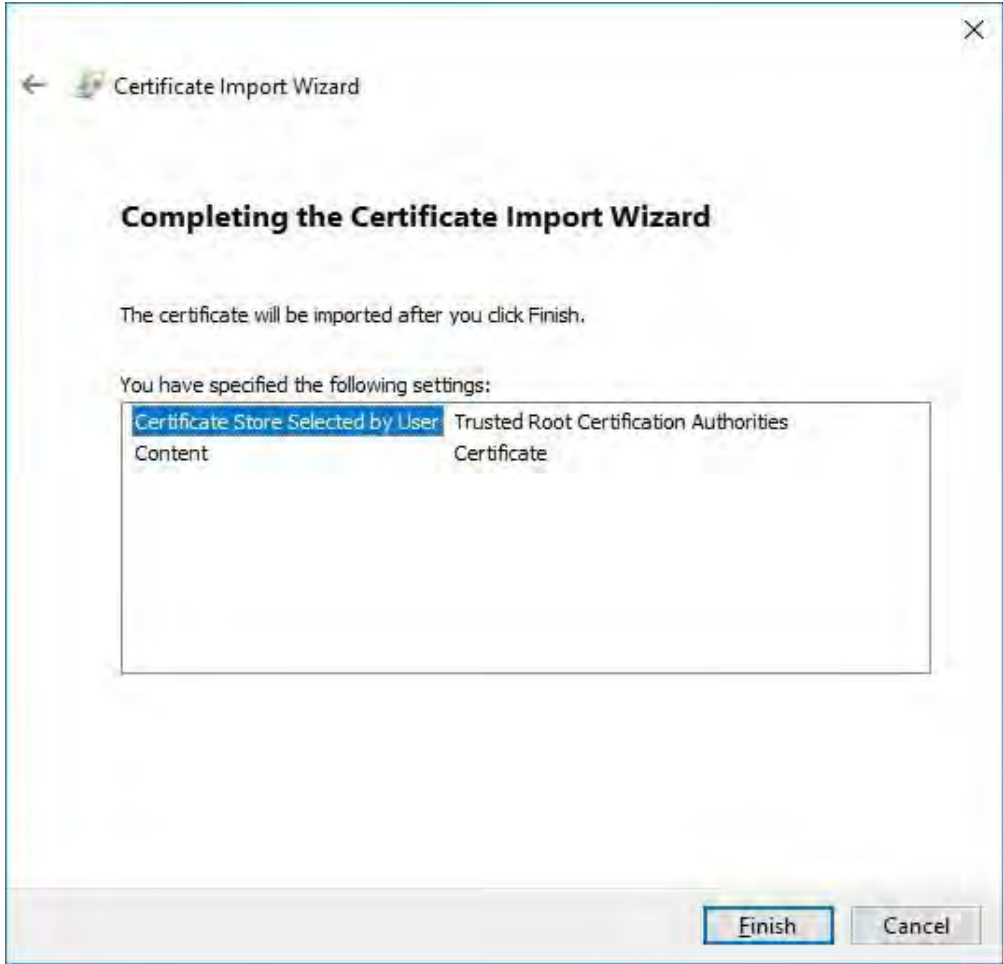 Certificate Import Wizard
Completing the Certificate Import Wizard
The certificate will be imported after you click Finish.
You have specified the following settings:
Certificate Store Selected by User Trusted Root Certification Authorities
Content Certificate
Finish Cancel